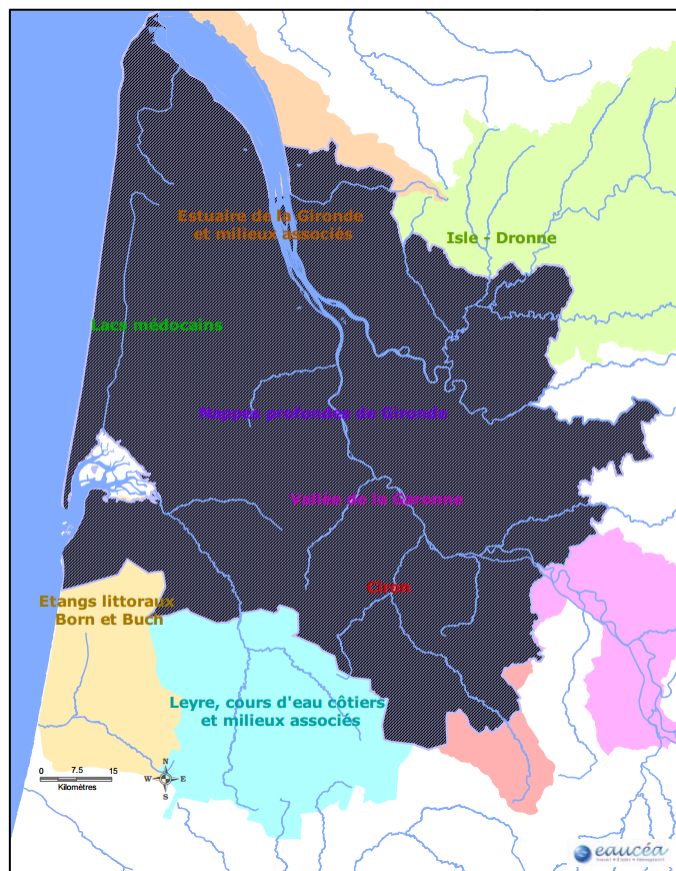 Estuaire de la Gironde
et milieux associés
Isle - Dronne
Lacs médocains
Nappes profondes de Gironde
Vallée de la Garonne
Ciron
Etangs littoraux
Born et Buch
Leyre, cours d'eau côtiers
et milieux associés
0 7.5 15
Kilomètres
N
W E
S
eaucéa